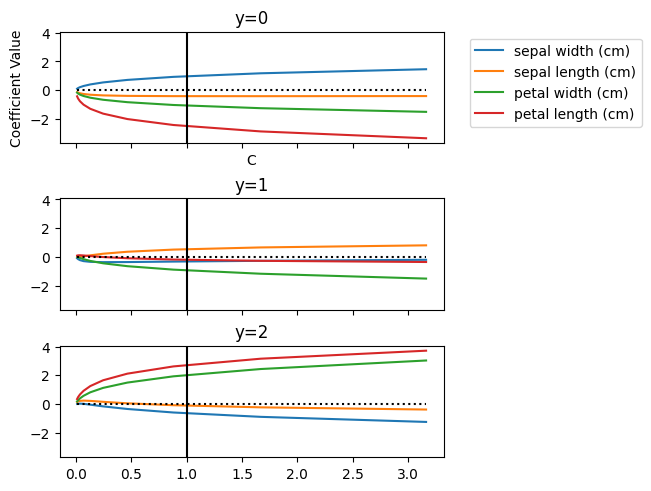 y=0
Coefficient Value
4
2
0
−2
C
sepal width (cm)
sepal length (cm)
petal width (cm)
petal length (cm)
y=1
4
2
0
−2
y=2
4
2
0
−2
0.0 0.5 1.0 1.5 2.0 2.5 3.0